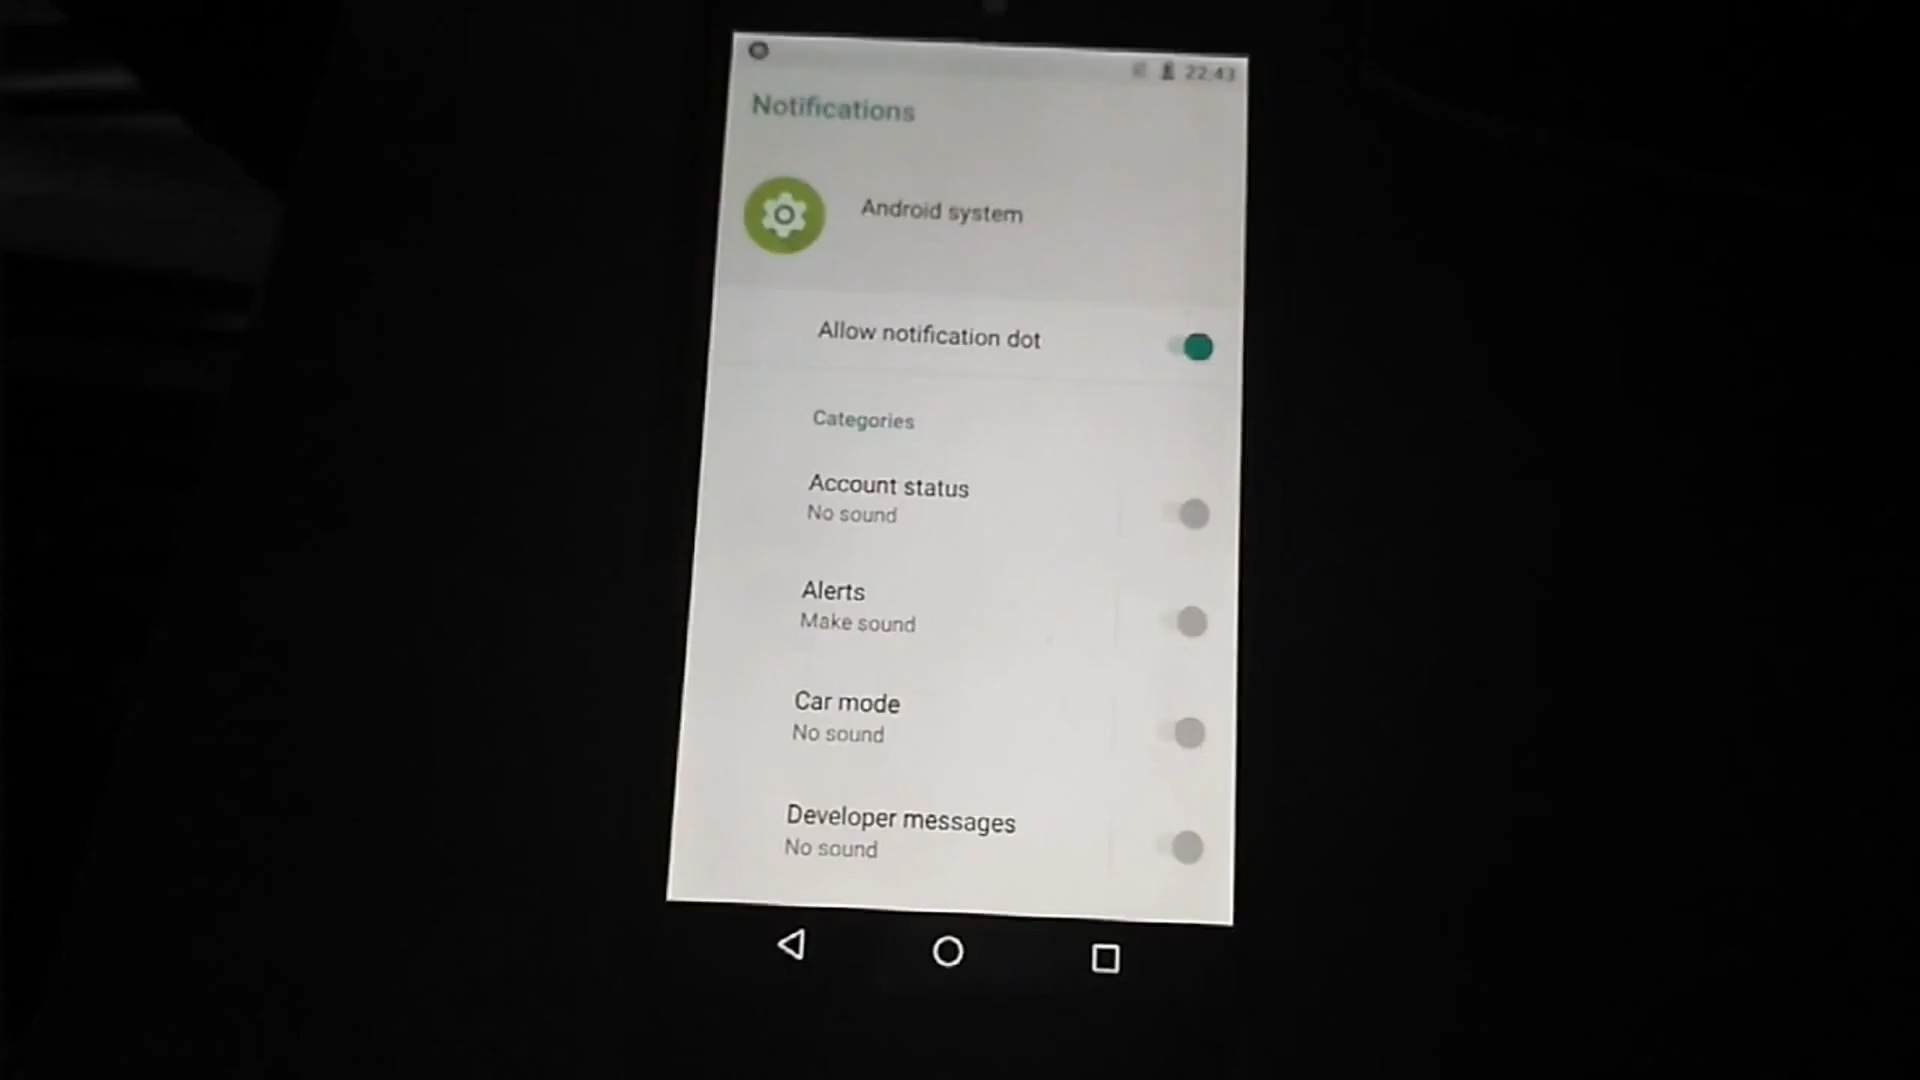 22:43
Notifications
Android system
Allow notification dot
Categories
Account status
No sound
Alerts
Make sound
Car mode
No sound
Developer messages
No sound